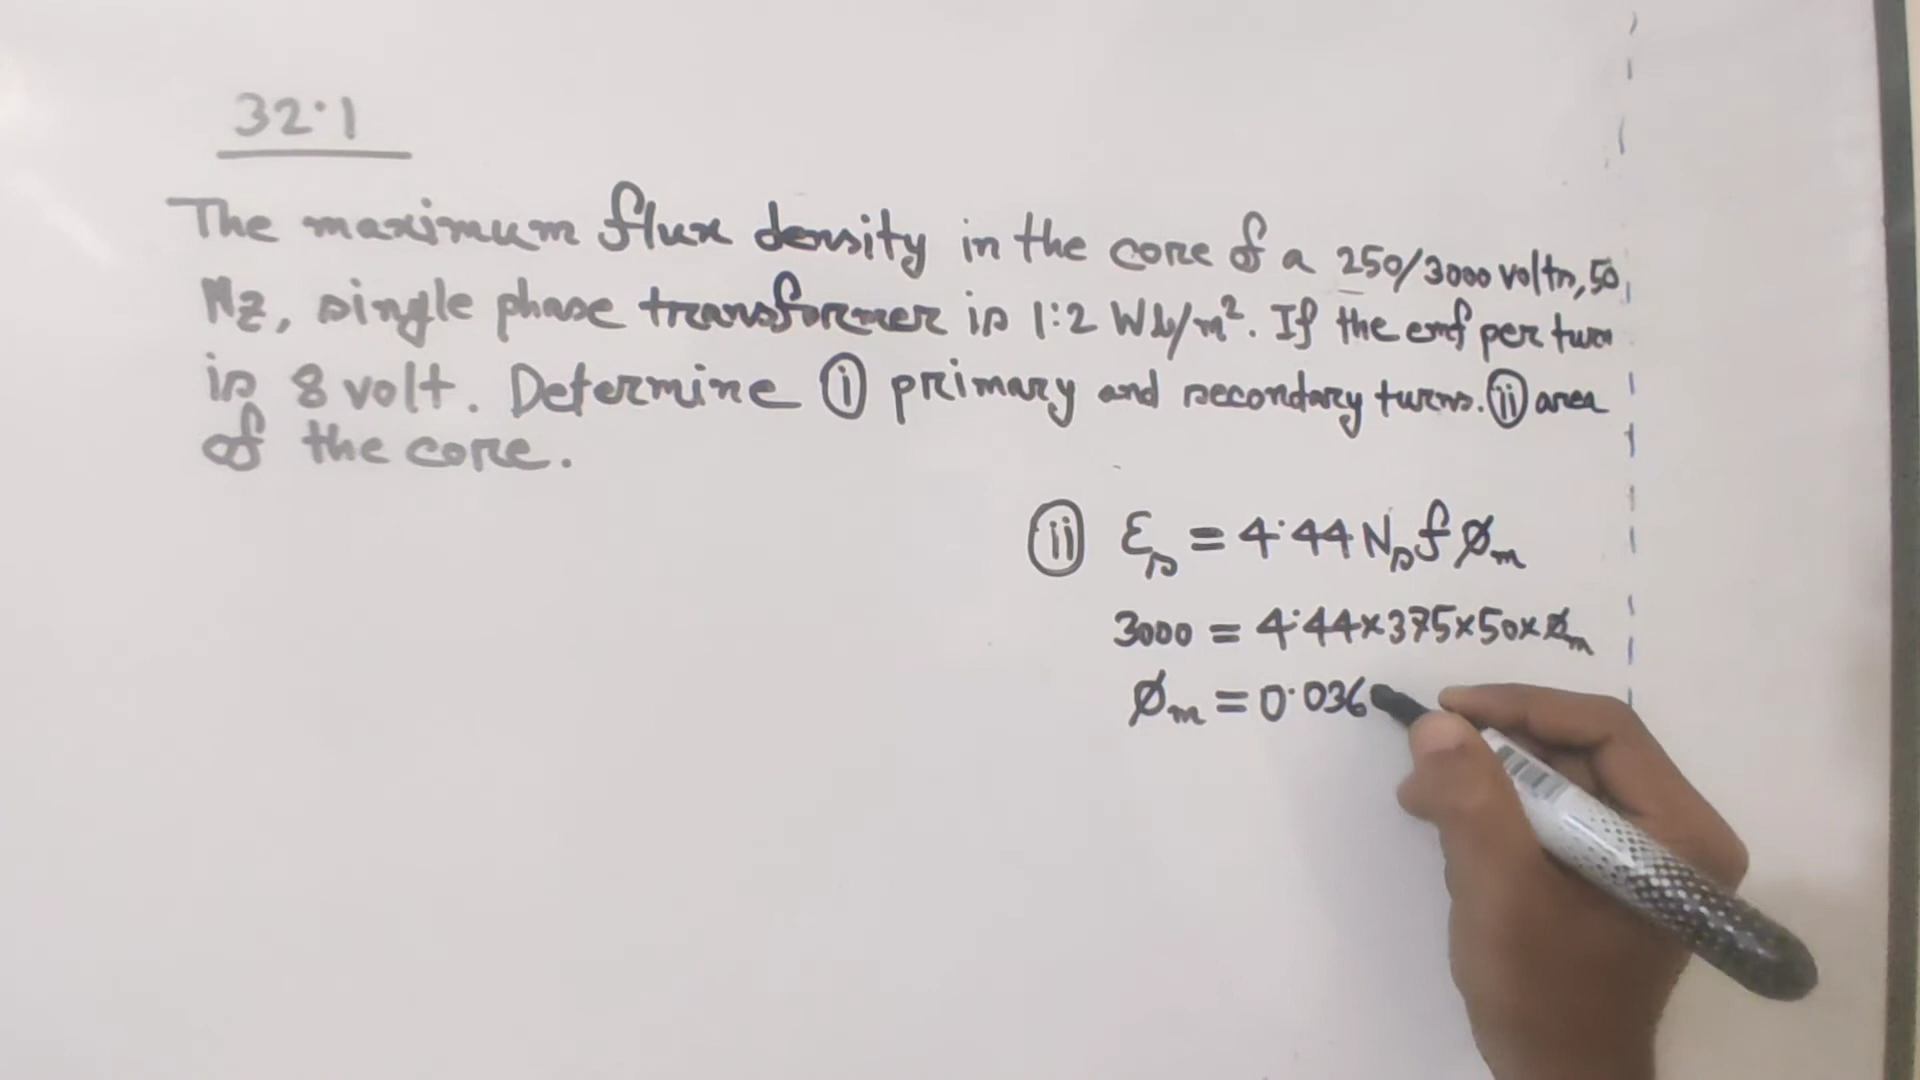 32.1
The maximum flux density in the core of a 250/3000 volts, 50
Hz, single phase transformer is 1:2 Wb/m². If the emf per turn
is 8 volt. Determine (i) primary and secondary turns. (ii) area
of the core.
(ii) Es = 4.44 Ns f Øm
3000 = 4.44×375×50×Øm
Øm = 0.036